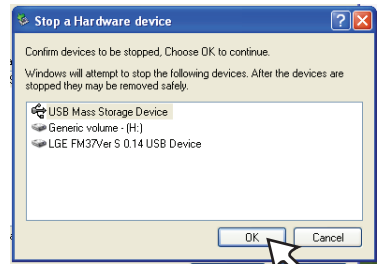 Stop a Hardware device
Confirm devices to be stopped, Choose OK to continue.
Windows will attempt to stop the following devices. After the devices are
stopped they may be removed safely.
USB Mass Storage Device
Generic volume - (H:)
LGE FM37Ver S 0.14 USB Device
OK
Cancel